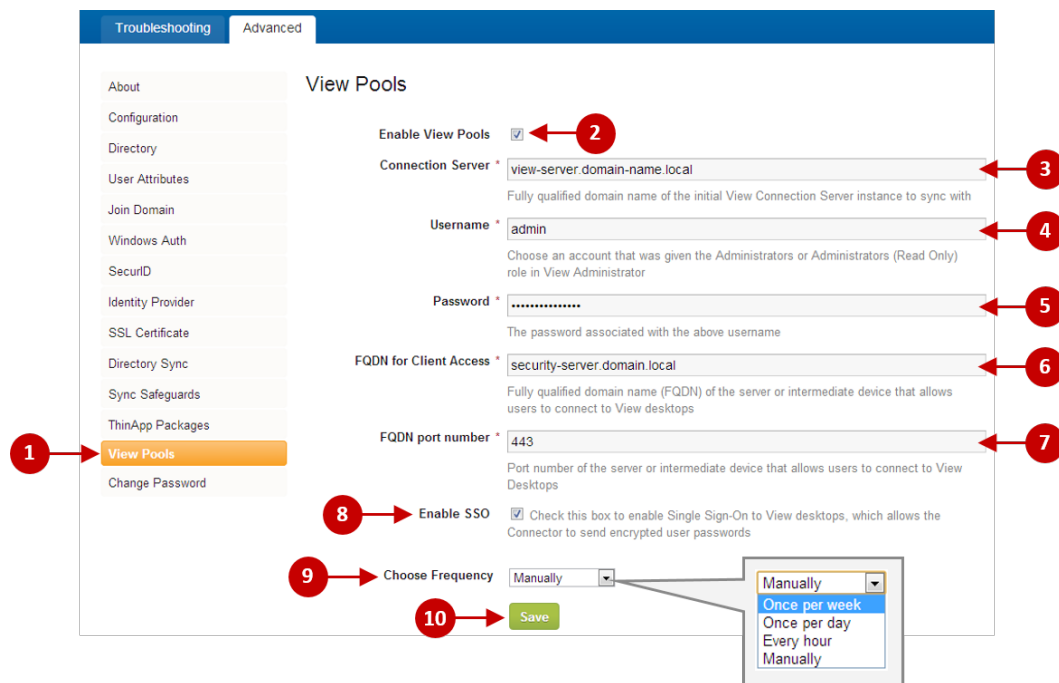 Troubleshooting
Advanced
About
Configuration
Directory
User Attributes
Join Domain
Windows Auth
SecurID
Identity Provider
SSL Certificate
Directory Sync
Sync Safeguards
ThinApp Packages
1
View Pools
Change Password
View Pools
Enable View Pools
2
Connection Server *
view-server.domain-name.local
3
Fully qualified domain name of the initial View Connection Server instance to sync with
Username *
admin
4
Choose an account that was given the Administrators or Administrators (Read Only)
role in View Administrator
Password *
•••••••••••••••
5
The password associated with the above username
FQDN for Client Access *
security-server.domain.local
6
Fully qualified domain name (FQDN) of the server or intermediate device that allows
users to connect to View desktops
FQDN port number *
443
7
Port number of the server or intermediate device that allows users to connect to View
Desktops
8
Enable SSO
Check this box to enable Single Sign-On to View desktops, which allows the
Connector to send encrypted user passwords
9
Choose Frequency
Manually
10
Save
Manually
Once per week
Once per day
Every hour
Manually